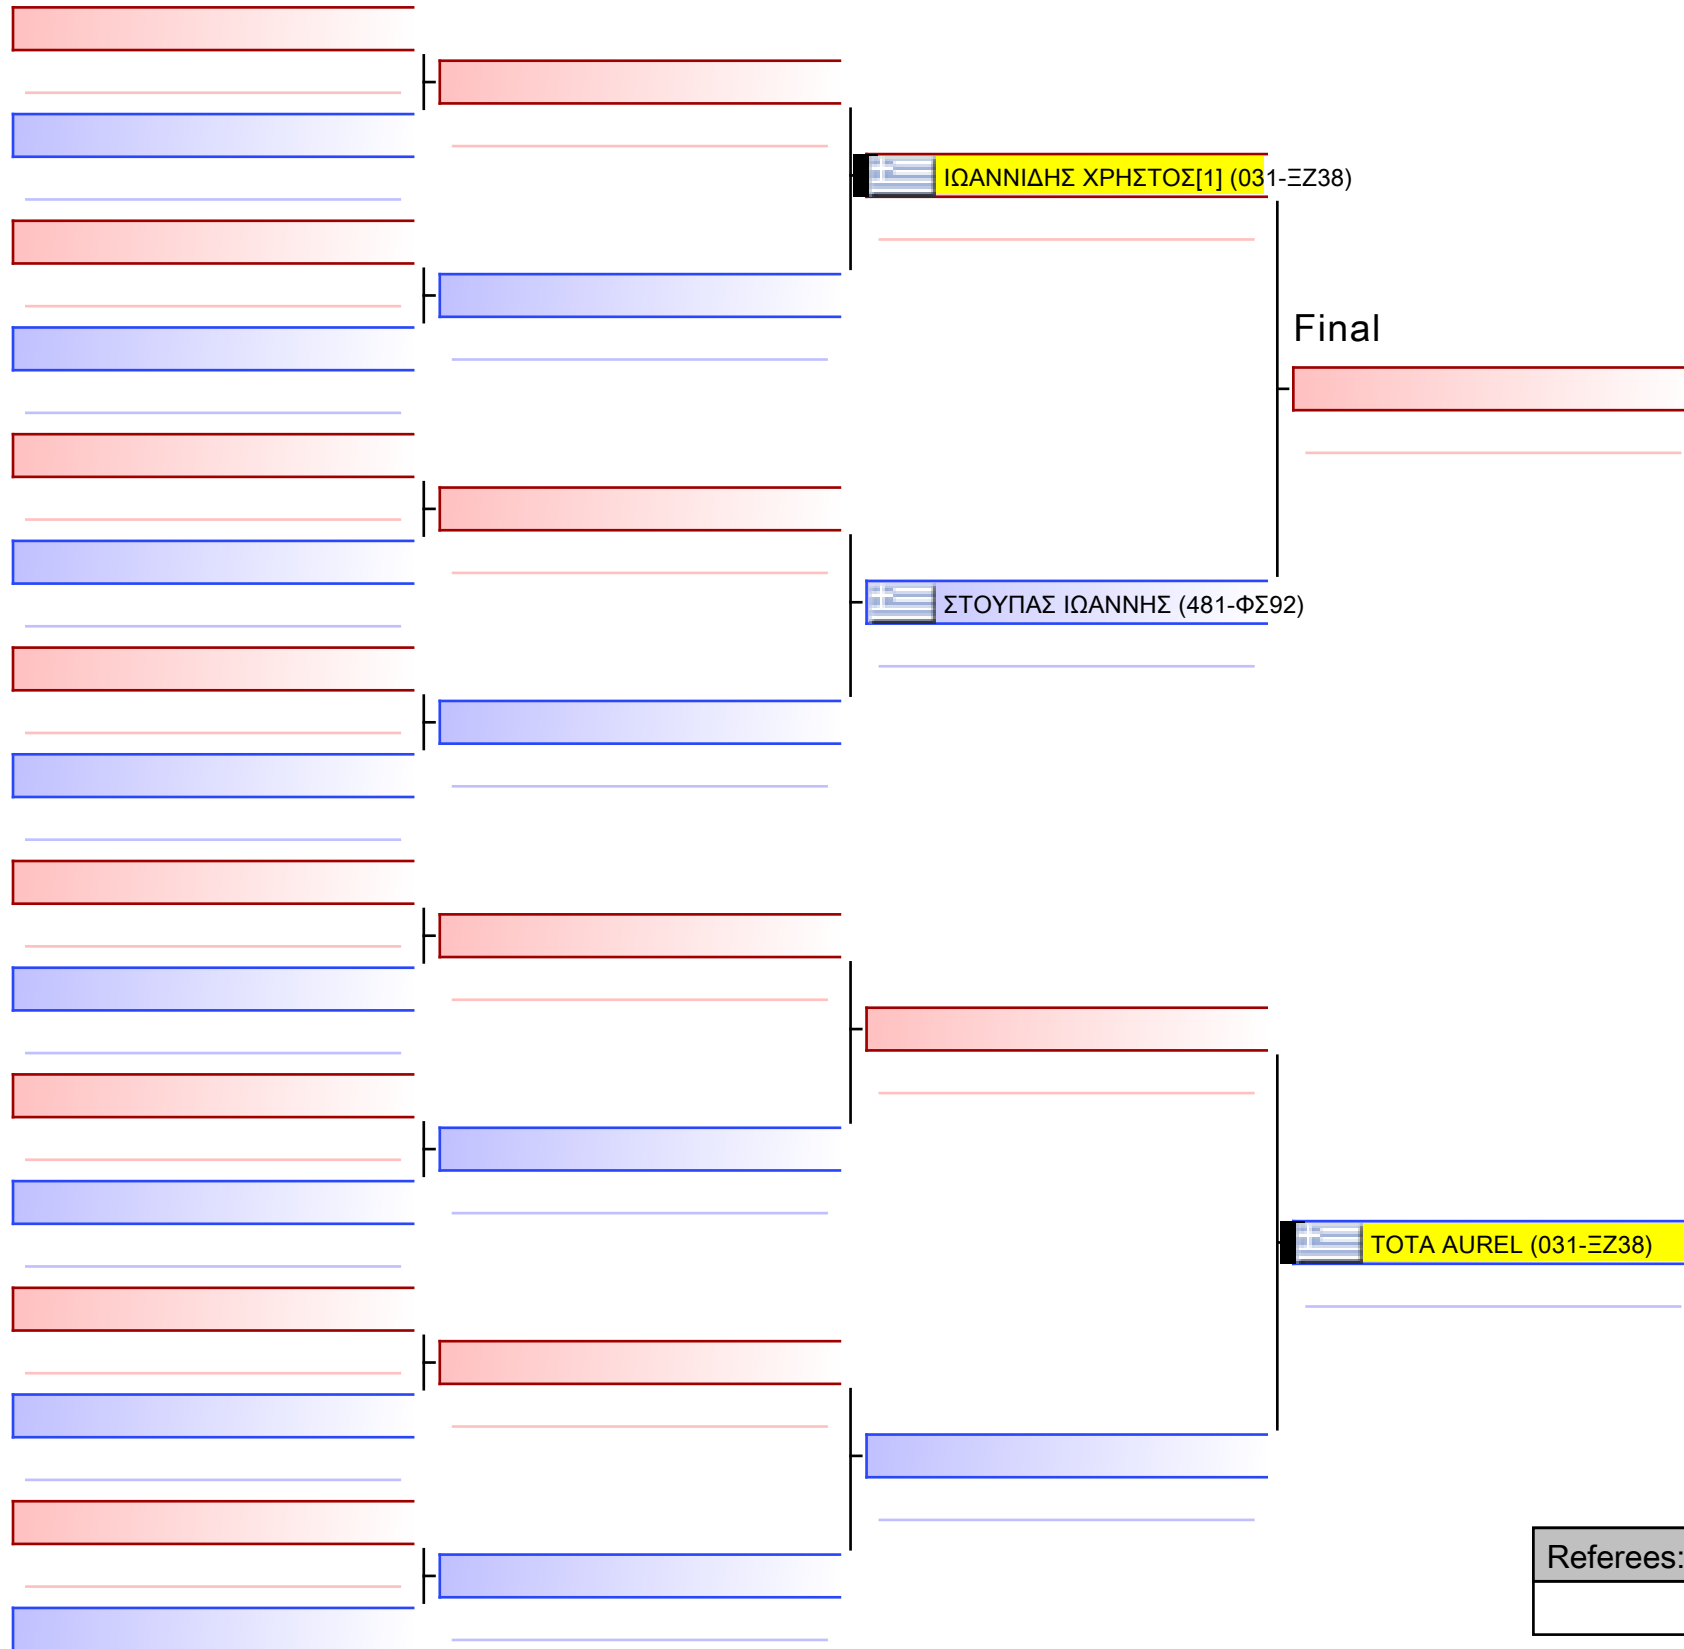 ΙΩΑΝΝΙΔΗΣ ΧΡΗΣΤΟΣ[1] (031-ΞΖ38)
Final
ΣΤΟΥΠΑΣ ΙΩΑΝΝΗΣ (481-ΦΣ92)
TOTA AUREL (031-ΞΖ38)
Referees: